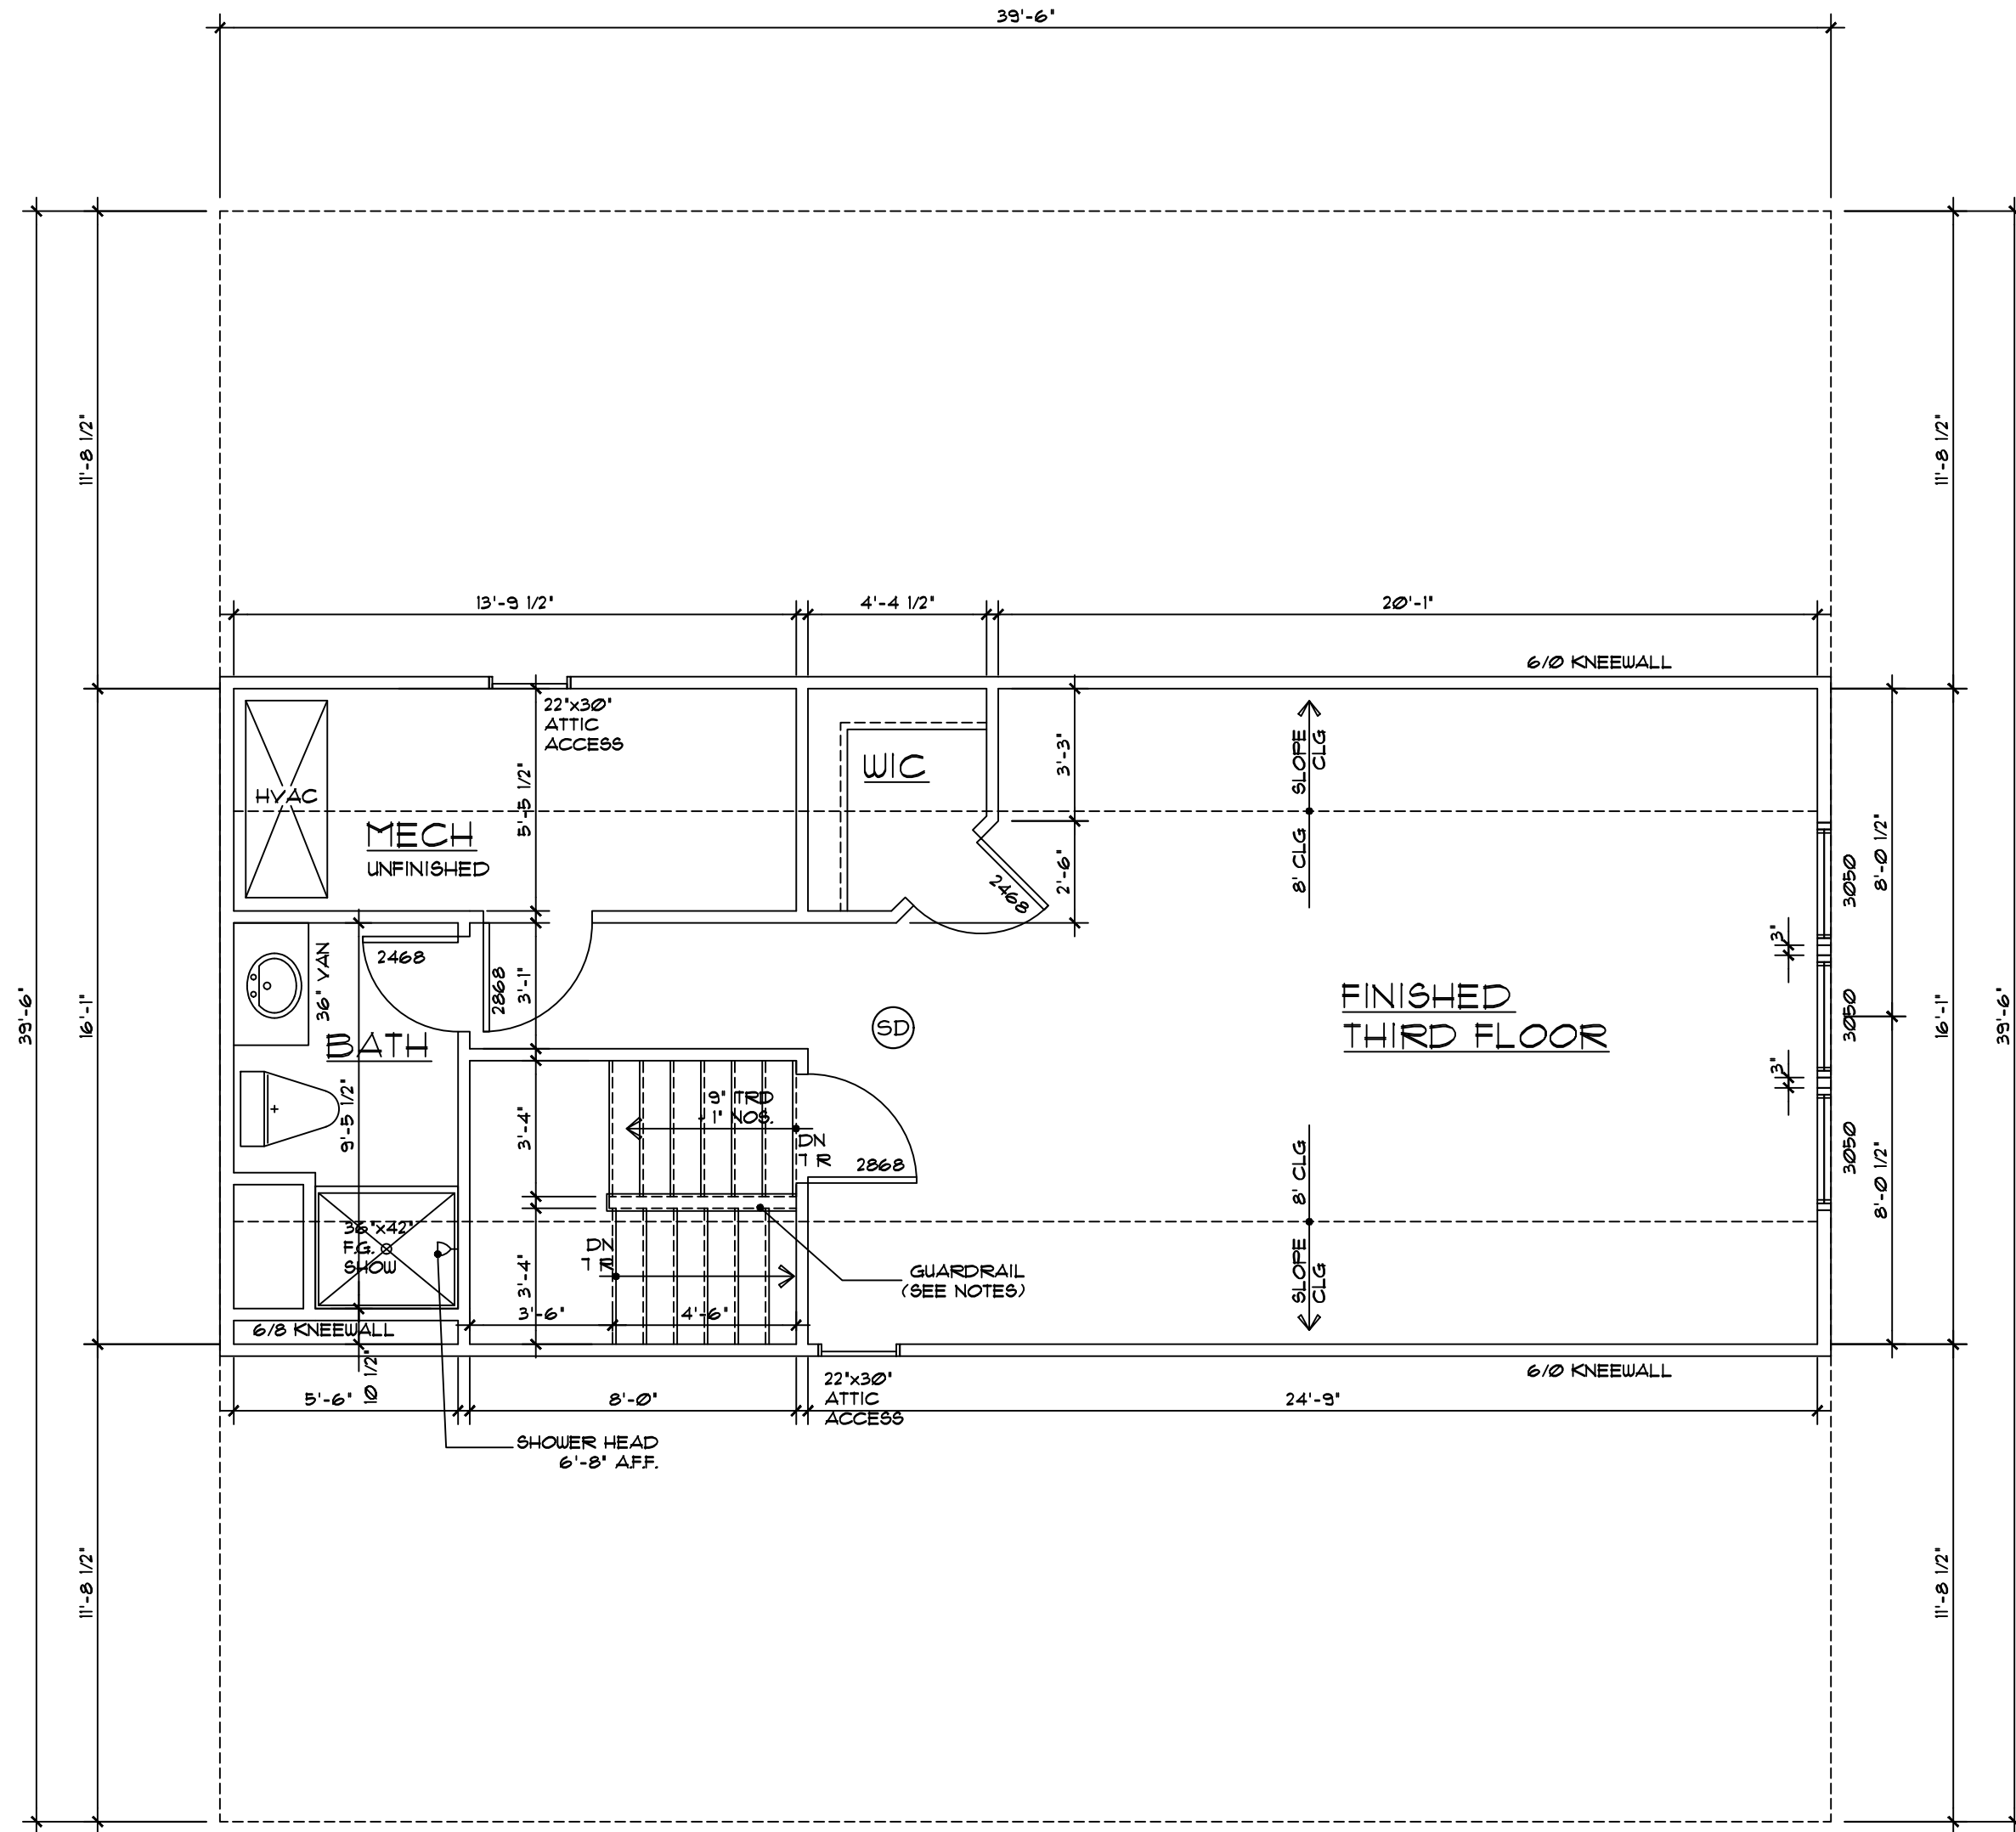 39'-6"
11'-8 1/2"
11'-8 1/2"
13'-9 1/2"
4'-4 1/2"
20'-1"
6/0 KNEEWALL
22"x30"
ATTIC
ACCESS
HVAC
MECH
UNFINISHED
5'-5 1/2"
WIC
3'-3"
2'-6"
2468
SLOPE
CLG
8' CLG
3050
8'-0 1/2"
3"
39'-6"
16'-1"
36" VAN
2468
2868
3'-1"
BATH
SD
FINISHED
THIRD FLOOR
3050
16'-1"
39'-6"
3"
9'-5 1/2"
3'-4"
9" TRD
1" NOS.
DN
2868
8' CLG
3050
8'-0 1/2"
36"x42"
F.G.
SHOW
DN
3'-4"
GUARDRAIL
(SEE NOTES)
SLOPE
CLG
3'-6"
4'-6"
6/8 KNEEWALL
10 1/2"
5'-6"
8'-0"
22"x30"
ATTIC
ACCESS
24'-9"
6/0 KNEEWALL
SHOWER HEAD
6'-8" A.F.F.
11'-8 1/2"
11'-8 1/2"